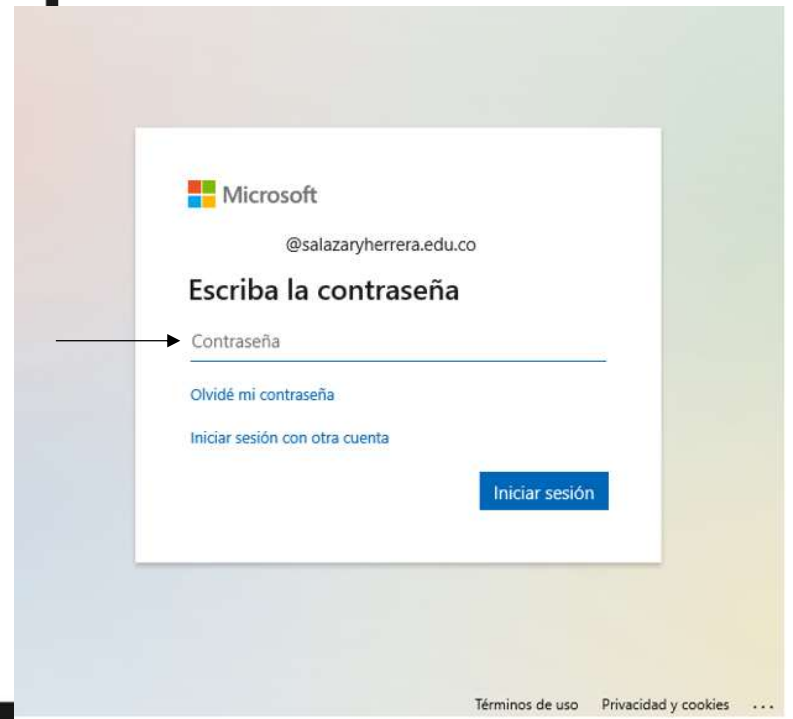 Microsoft
@salazaryherrera.edu.co
Escriba la contraseña
Contraseña
Olvidé mi contraseña
Iniciar sesión con otra cuenta
Iniciar sesión
Términos de uso Privacidad y cookies ...